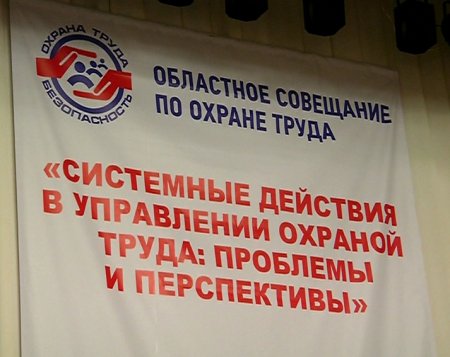 ОХРАНА ТРУДА
БЕЗОПАСНОСТЬ
ОБЛАСТНОЕ СОВЕЩАНИЕ
ПО ОХРАНЕ ТРУДА
«СИСТЕМНЫЕ ДЕЙСТВИЯ
В УПРАВЛЕНИИ ОХРАНОЙ
ТРУДА: ПРОБЛЕМЫ
И ПЕРСПЕКТИВЫ»